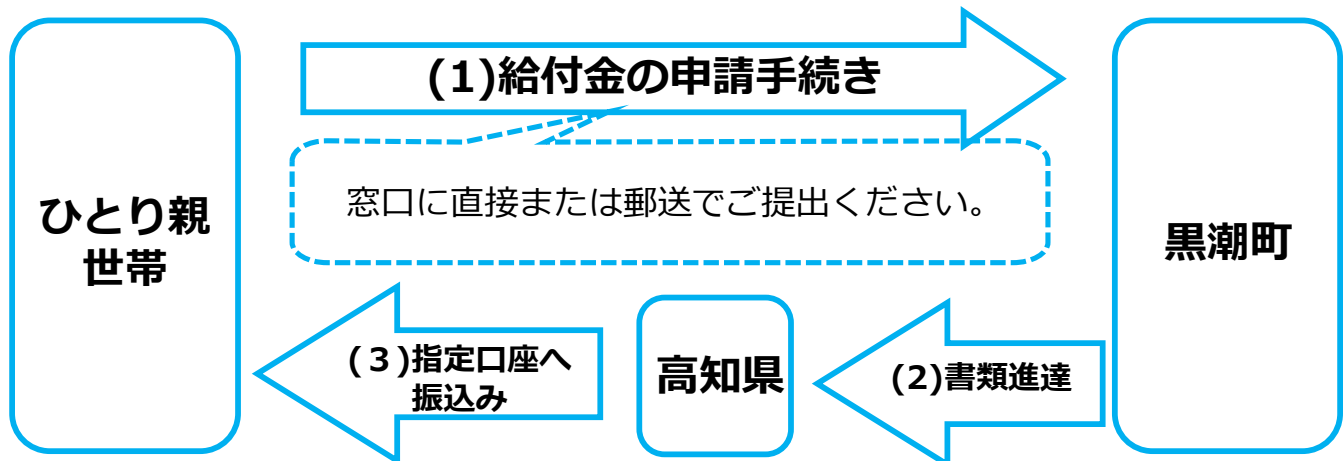 (1)給付金の申請手続き
窓口に直接または郵送でご提出ください。
ひとり親
世帯
黒潮町
(3)指定口座へ
振込み
高知県
(2)書類進達